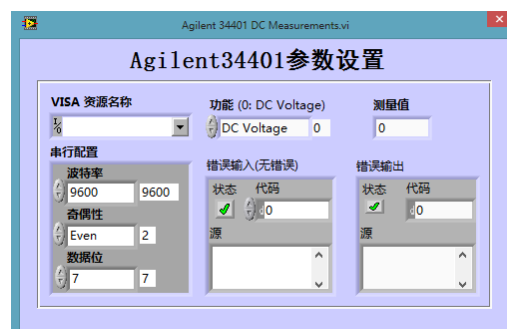 Agilent 34401 DC Measurements.vi
Agilent34401参数设置
VISA 资源名称
功能 (0: DC Voltage)
测量值
I/0
DC Voltage 0
0
串行配置
波特率
9600 9600
奇偶性
Even 2
数据位
7 7
错误输入(无错误)
状态 代码
0
源
错误输出
状态 代码
0
源